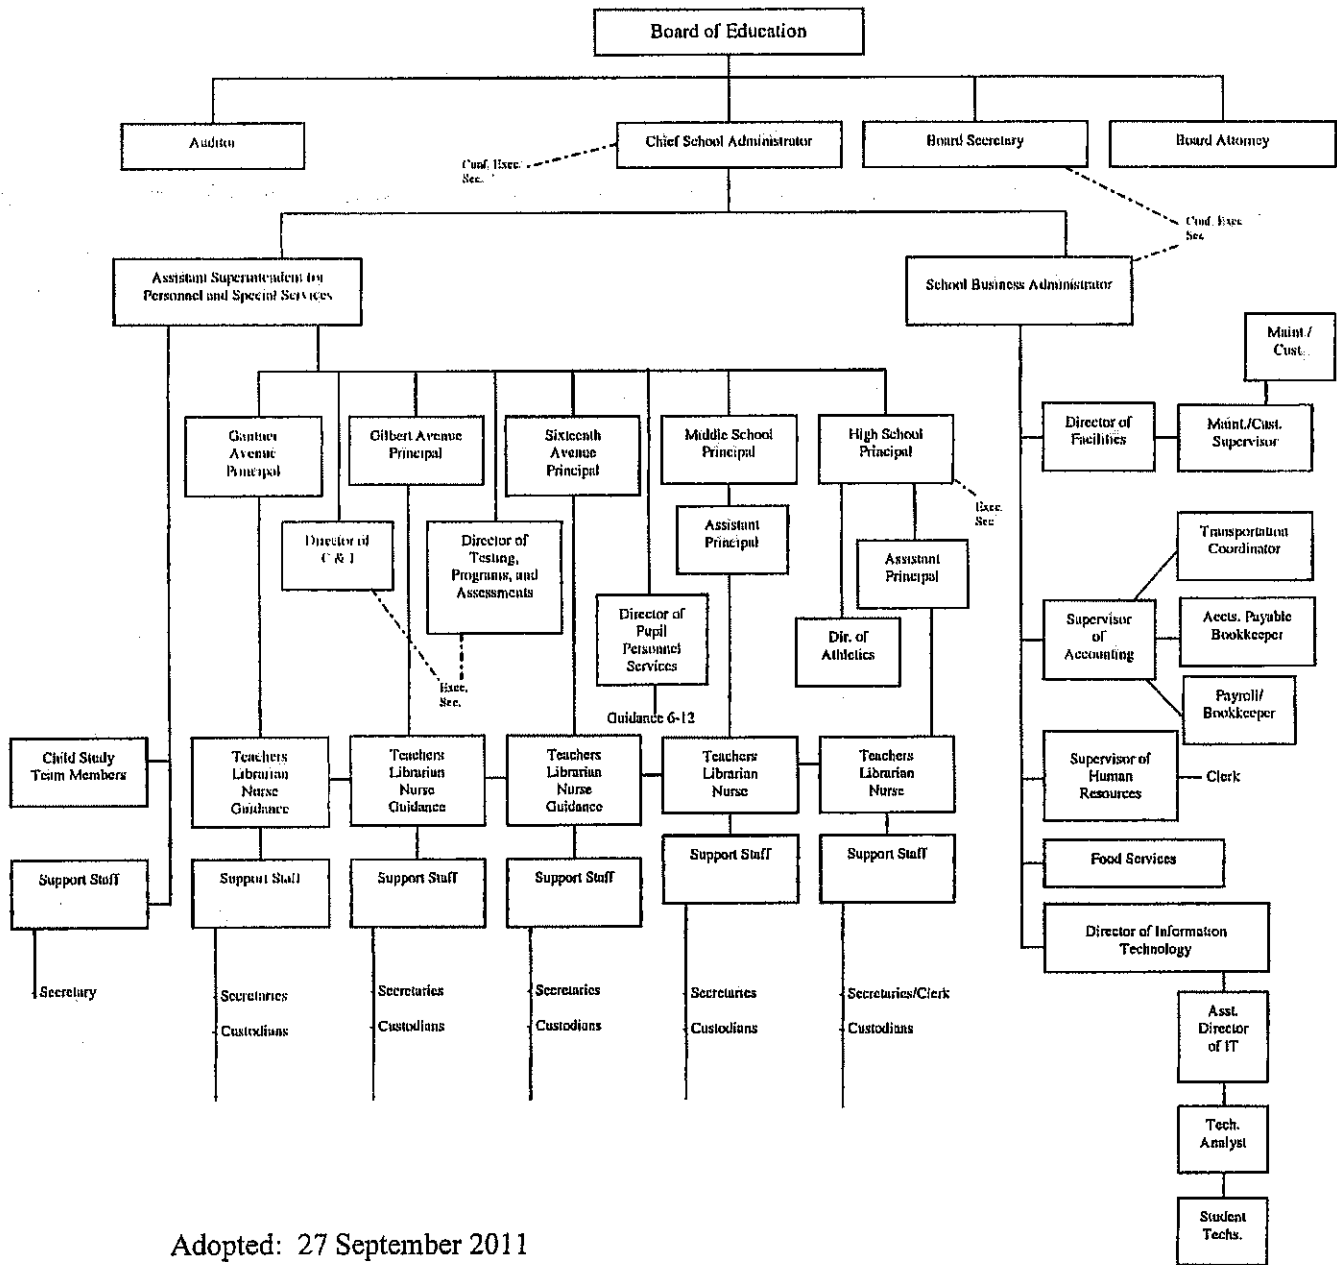 Board of Education
Auditor
Chief School Administrator
Board Secretary
Board Attorney
Conf. Exec.
Sec.
Conf. Exec.
Sec.
Assistant Superintendent for
Personnel and Special Services
School Business Administrator
Maint./
Cust.
Gantner
Avenue
Principal
Gilbert Avenue
Principal
Sixteenth
Avenue
Principal
Middle School
Principal
High School
Principal
Director of
Facilities
Maint./Cust.
Supervisor
Exec.
Sec.
Director of
C & I
Director of
Testing,
Programs, and
Assessments
Assistant
Principal
Assistant
Principal
Transportation
Coordinator
Director of
Pupil
Personnel
Services
Dir. of
Athletics
Supervisor
of
Accounting
Accts. Payable
Bookkeeper
Exec.
Sec.
Guidance 6-12
Payroll/
Bookkeeper
Child Study
Team Members
Teachers
Librarian
Nurse
Guidance
Teachers
Librarian
Nurse
Guidance
Teachers
Librarian
Nurse
Guidance
Teachers
Librarian
Nurse
Teachers
Librarian
Nurse
Supervisor of
Human
Resources
Clerk
Support Staff
Support Staff
Support Staff
Support Staff
Support Staff
Support Staff
Food Services
Director of Information
Technology
Secretary
Secretaries
Custodians
Secretaries
Custodians
Secretaries
Custodians
Secretaries
Custodians
Secretaries/Clerk
Custodians
Asst.
Director
of IT
Tech.
Analyst
Student
Techs.
Adopted: 27 September 2011